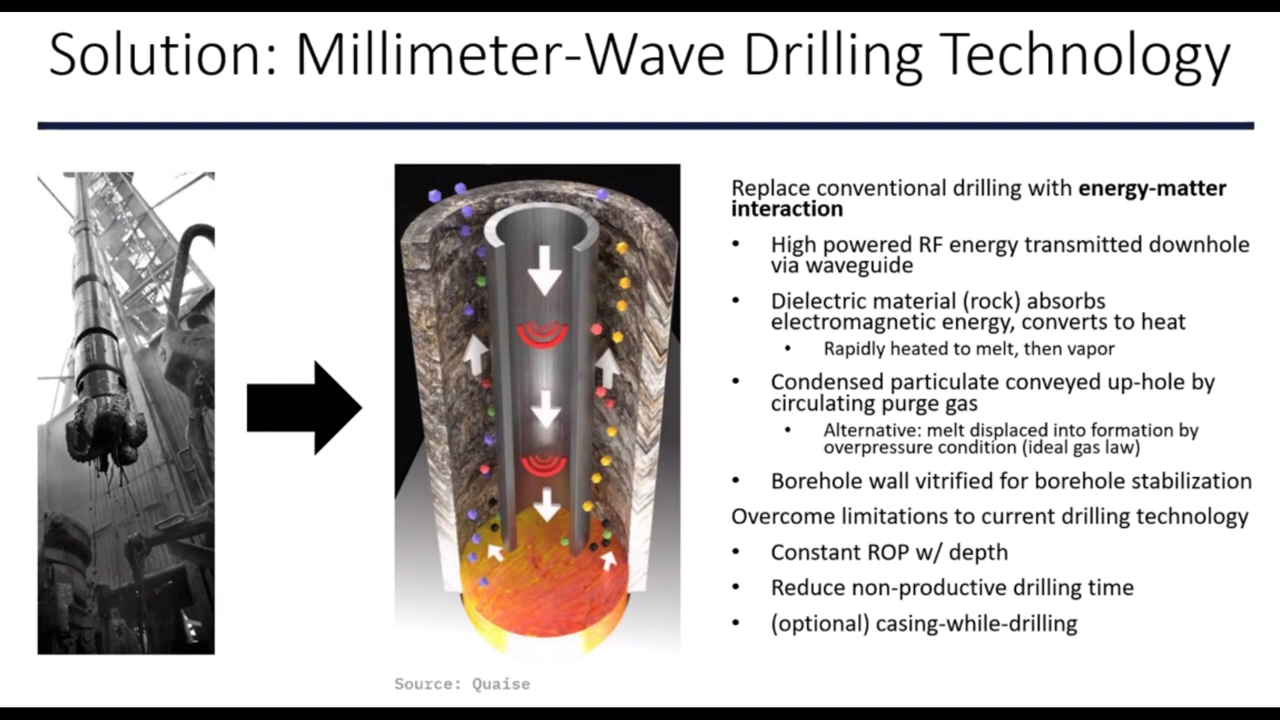 Solution: Millimeter-Wave Drilling Technology
Replace conventional drilling with energy-matter
interaction
• High powered RF energy transmitted downhole
via waveguide
• Dielectric material (rock) absorbs
electromagnetic energy, converts to heat
• Rapidly heated to melt, then vapor
• Condensed particulate conveyed up-hole by
circulating purge gas
• Alternative: melt displaced into formation by
overpressure condition (ideal gas law)
• Borehole wall vitrified for borehole stabilization
Overcome limitations to current drilling technology
• Constant ROP w/ depth
• Reduce non-productive drilling time
• (optional) casing-while-drilling
Source: Quaise